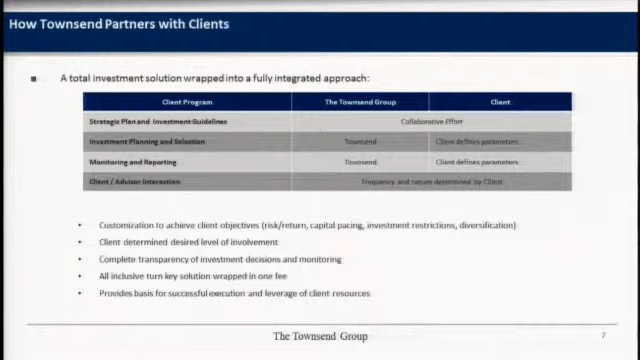 How Townsend Partners with Clients
■ A total investment solution wrapped into a fully integrated approach:
Client Program The Townsend Group Client
Strategic Plan and Investment Guidelines Collaborative Effort
Investment Planning and Selection Townsend Client defines parameters
Monitoring and Reporting Townsend Client defines parameters
Client / Advisor Interaction Frequency and nature determined by Client
• Customization to achieve client objectives (risk/return, capital pacing, investment restrictions, diversification)
• Client determined desired level of involvement
• Complete transparency of investment decisions and monitoring
• All inclusive turn key solution wrapped in one fee
• Provides basis for successful execution and leverage of client resources
The Townsend Group 7